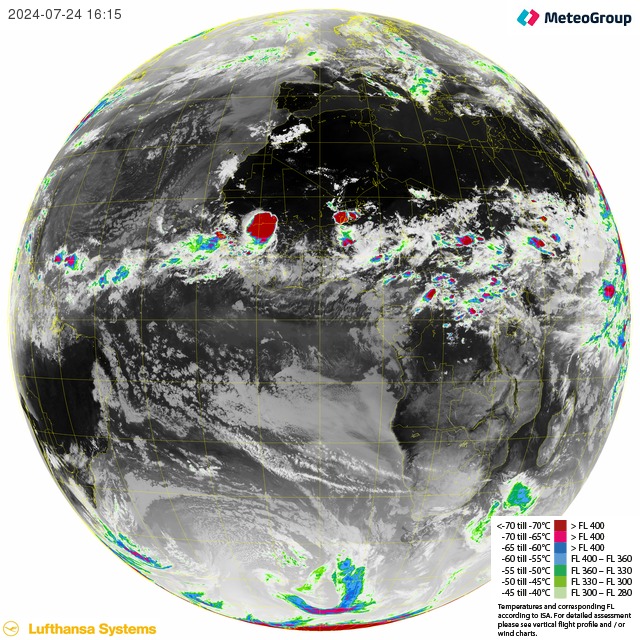 2024-07-24 16:15
MeteoGroup
<-70 till -70°C > FL 400
-70 till -65°C > FL 400
-65 till -60°C > FL 400
-60 till -55°C FL 400 – FL 360
-55 till -50°C FL 360 – FL 330
-50 till -45°C FL 330 – FL 300
-45 till -40°C FL 300 – FL 280
Temperatures and corresponding FL
according to ISA. For detailed assessment
please see vertical flight profile and / or
wind charts.
Lufthansa Systems